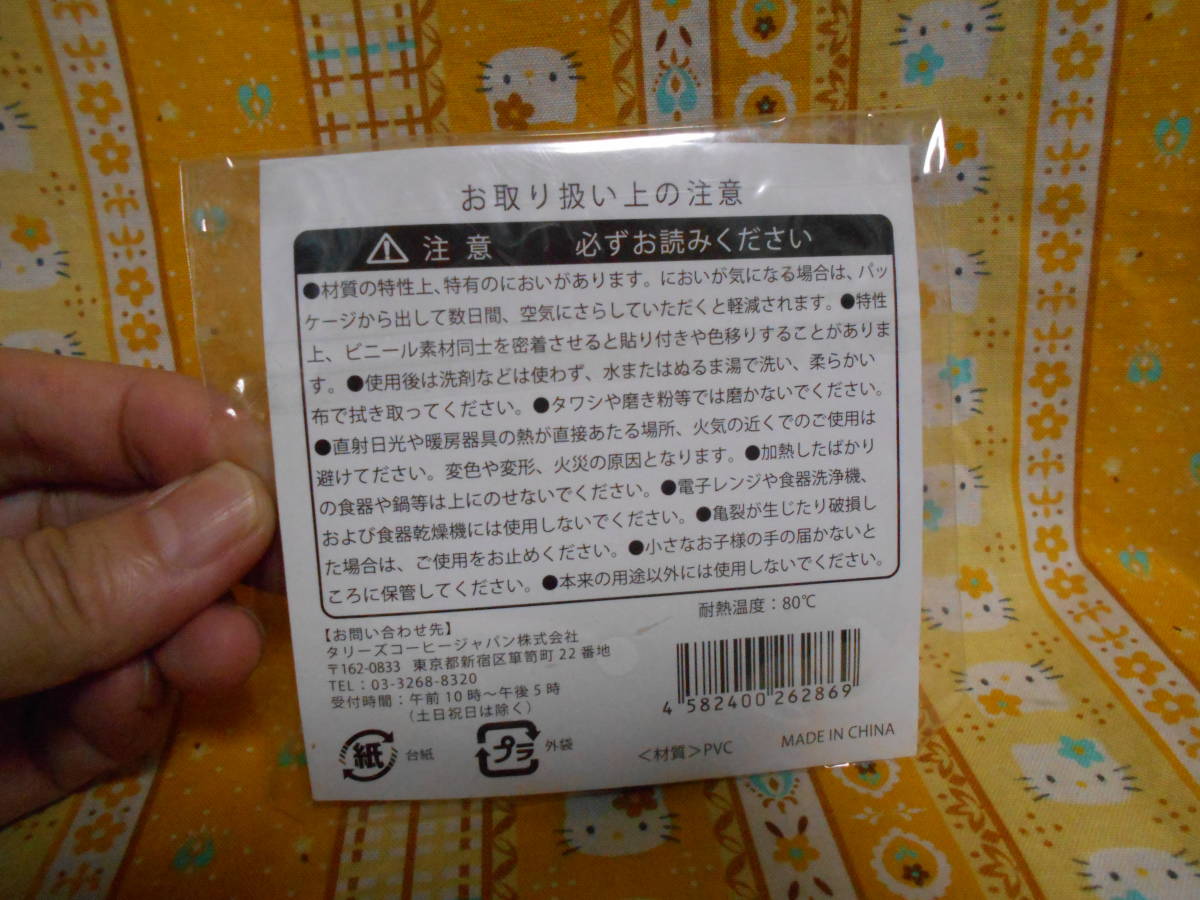 お取り扱い上の注意
注意 必ずお読みください
●材質の特性上、特有のにおいがあります。においが気になる場合は、パッ
ケージから出して数日間、空気にさらしていただくと軽減されます。●特性
上、ビニール素材同士を密着させると貼り付きや色移りすることがありま
す。●使用後は洗剤などは使わず、水またはぬるま湯で洗い、柔らかい
布で拭き取ってください。●タワシや磨き粉等では磨かないでください。
●直射日光や暖房器具の熱が直接あたる場所、火気の近くでのご使用は
避けてださい。変色や変形、火災の原因となります。●加熱したばかり
の食器や鍋等は上にのせないでください。●電子レンジや食器洗浄機、
および食器乾燥機には使用しないでください。●亀裂が生じたり破損し
た場合は、ご使用をお止めください。●小さなお子様の手の届かないと
ころに保管してください。●本来の用途以外には使用しないでください。
耐熱温度：80℃
【お問い合わせ先】
タリーズコーヒージャパン株式会社
〒162-0833 東京都新宿区箪笥町22番地
TEL：03-3268-8320
受付時間：午前10時～午後5時
（土日祝日は除く）
4 582400 262869
紙 台紙
プラ 外袋
＜材質＞PVC
MADE IN CHINA